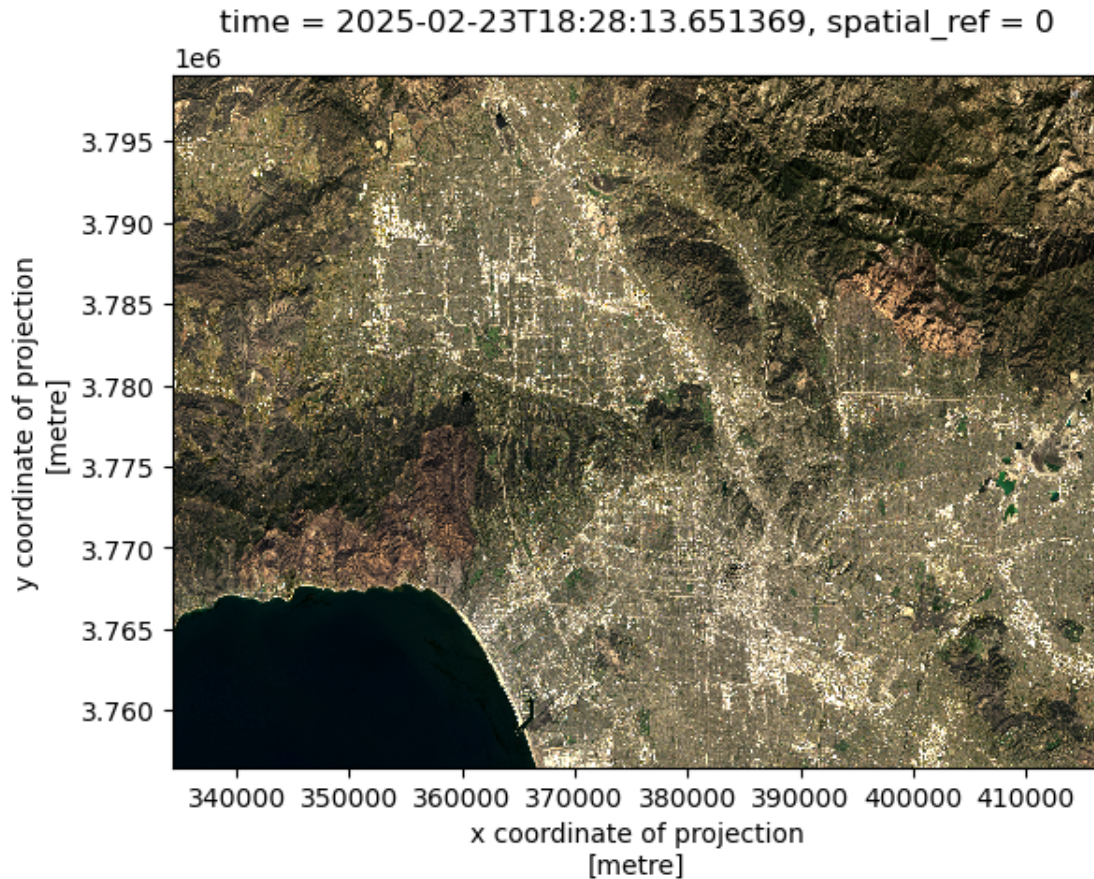 time = 2025-02-23T18:28:13.651369, spatial_ref = 0
1e6
3.795
3.790
3.785
3.780
3.775
3.770
3.765
3.760
y coordinate of projection
[metre]
340000 350000 360000 370000 380000 390000 400000 410000
x coordinate of projection
[metre]